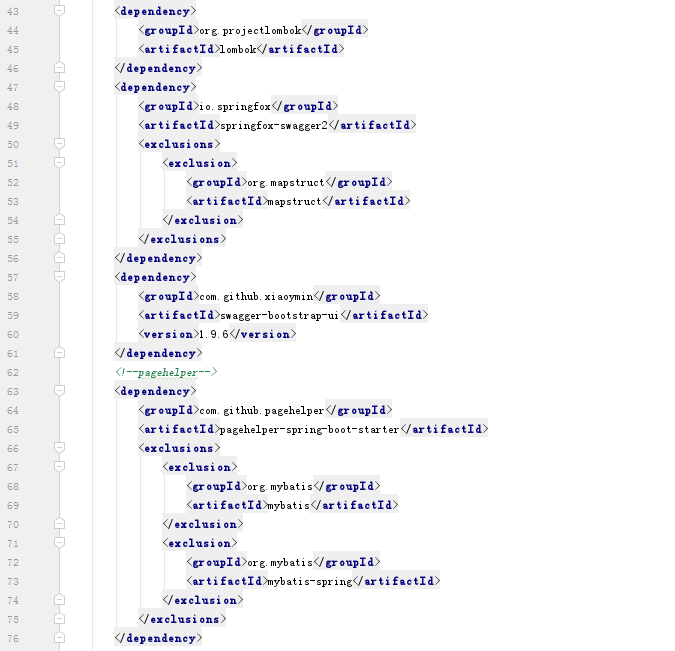 43 <dependency>
44 <groupId>org.projectlombok</groupId>
45 <artifactId>lombok</artifactId>
46 </dependency>
47 <dependency>
48 <groupId>io.springfox</groupId>
49 <artifactId>springfox-swagger2</artifactId>
50 <exclusions>
51 <exclusion>
52 <groupId>org.mapstruct</groupId>
53 <artifactId>mapstruct</artifactId>
54 </exclusion>
55 </exclusions>
56 </dependency>
57 <dependency>
58 <groupId>com.github.xiaoymin</groupId>
59 <artifactId>swagger-bootstrap-ui</artifactId>
60 <version>1.9.6</version>
61 </dependency>
62 <!--pagehelper-->
63 <dependency>
64 <groupId>com.github.pagehelper</groupId>
65 <artifactId>pagehelper-spring-boot-starter</artifactId>
66 <exclusions>
67 <exclusion>
68 <groupId>org.mybatis</groupId>
69 <artifactId>mybatis</artifactId>
70 </exclusion>
71 <exclusion>
72 <groupId>org.mybatis</groupId>
73 <artifactId>mybatis-spring</artifactId>
74 </exclusion>
75 </exclusions>
76 </dependency>